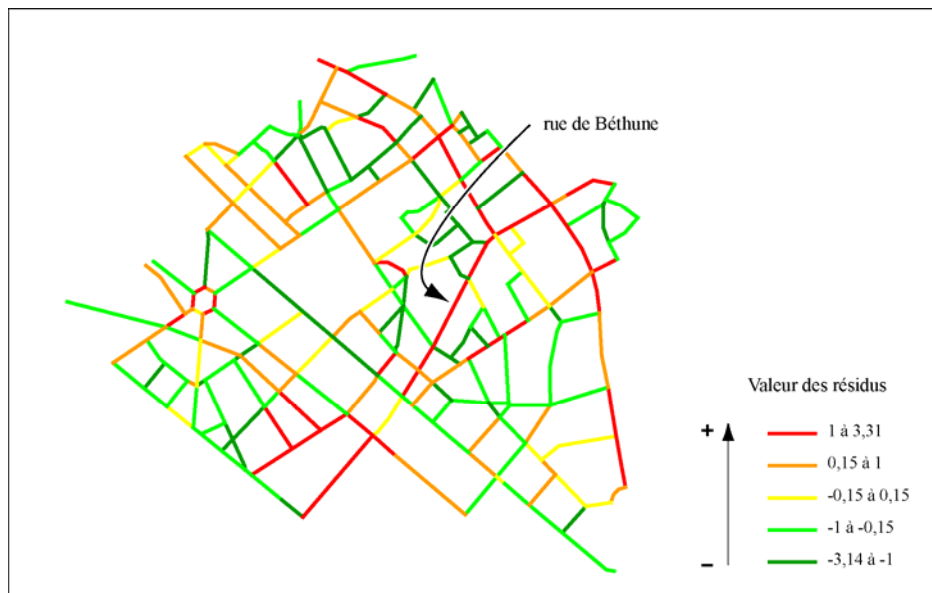 rue de Béthune
Valeur des résidus
+
1 à 3,31
0,15 à 1
-0,15 à 0,15
-1 à -0,15
-3,14 à -1
–